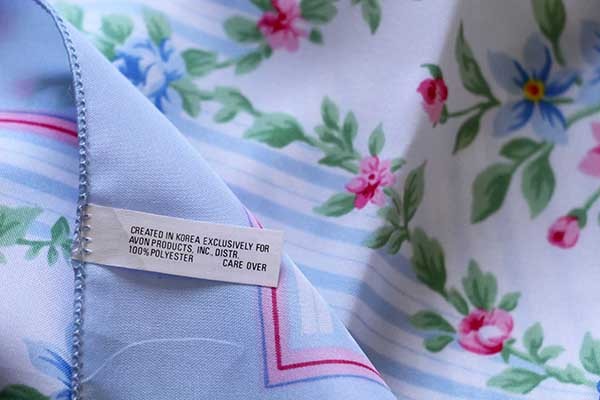 CREATED IN KOREA EXCLUSIVELY FOR
AVON PRODUCTS, INC., DISTR.
100% POLYESTER CARE OVER